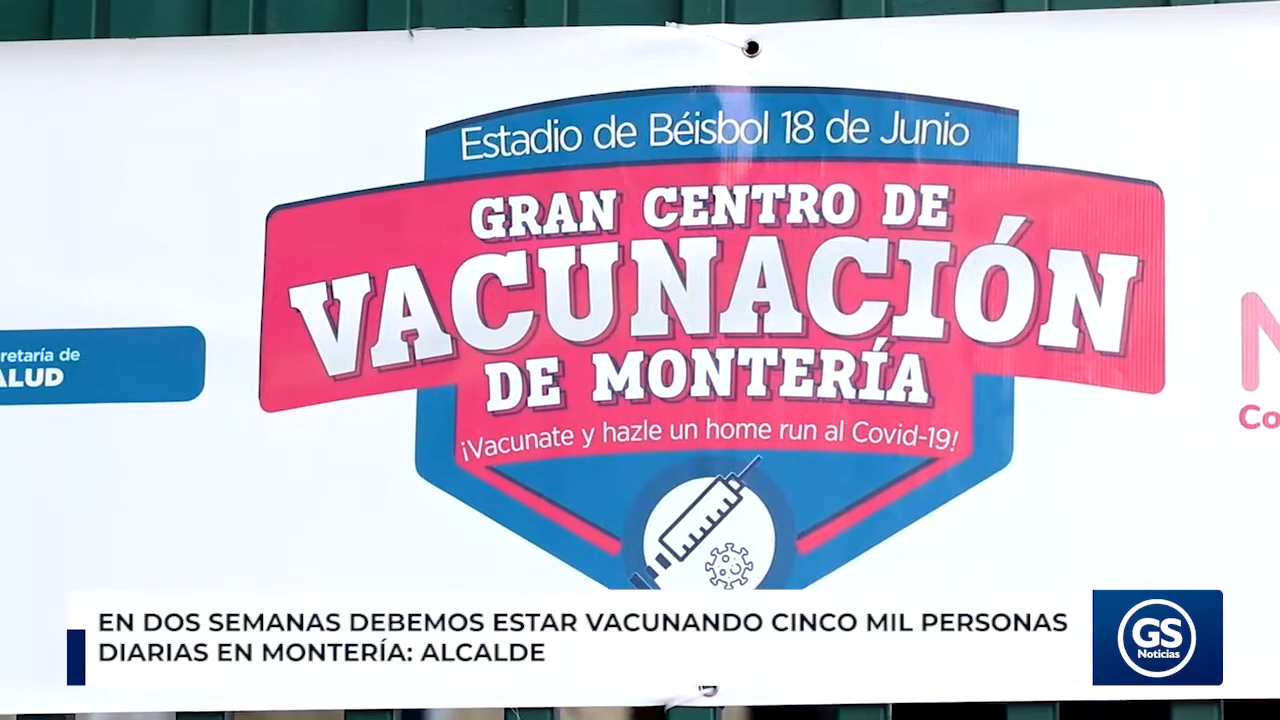 Estadio de Béisbol 18 de Junio
GRAN CENTRO DE
VACUNACIÓN
DE MONTERÍA
¡Vacunate y hazle un home run al Covid-19!
retaría de
ALUD
N
Co
EN DOS SEMANAS DEBEMOS ESTAR VACUNANDO CINCO MIL PERSONAS
DIARIAS EN MONTERÍA: ALCALDE
GS
Noticias